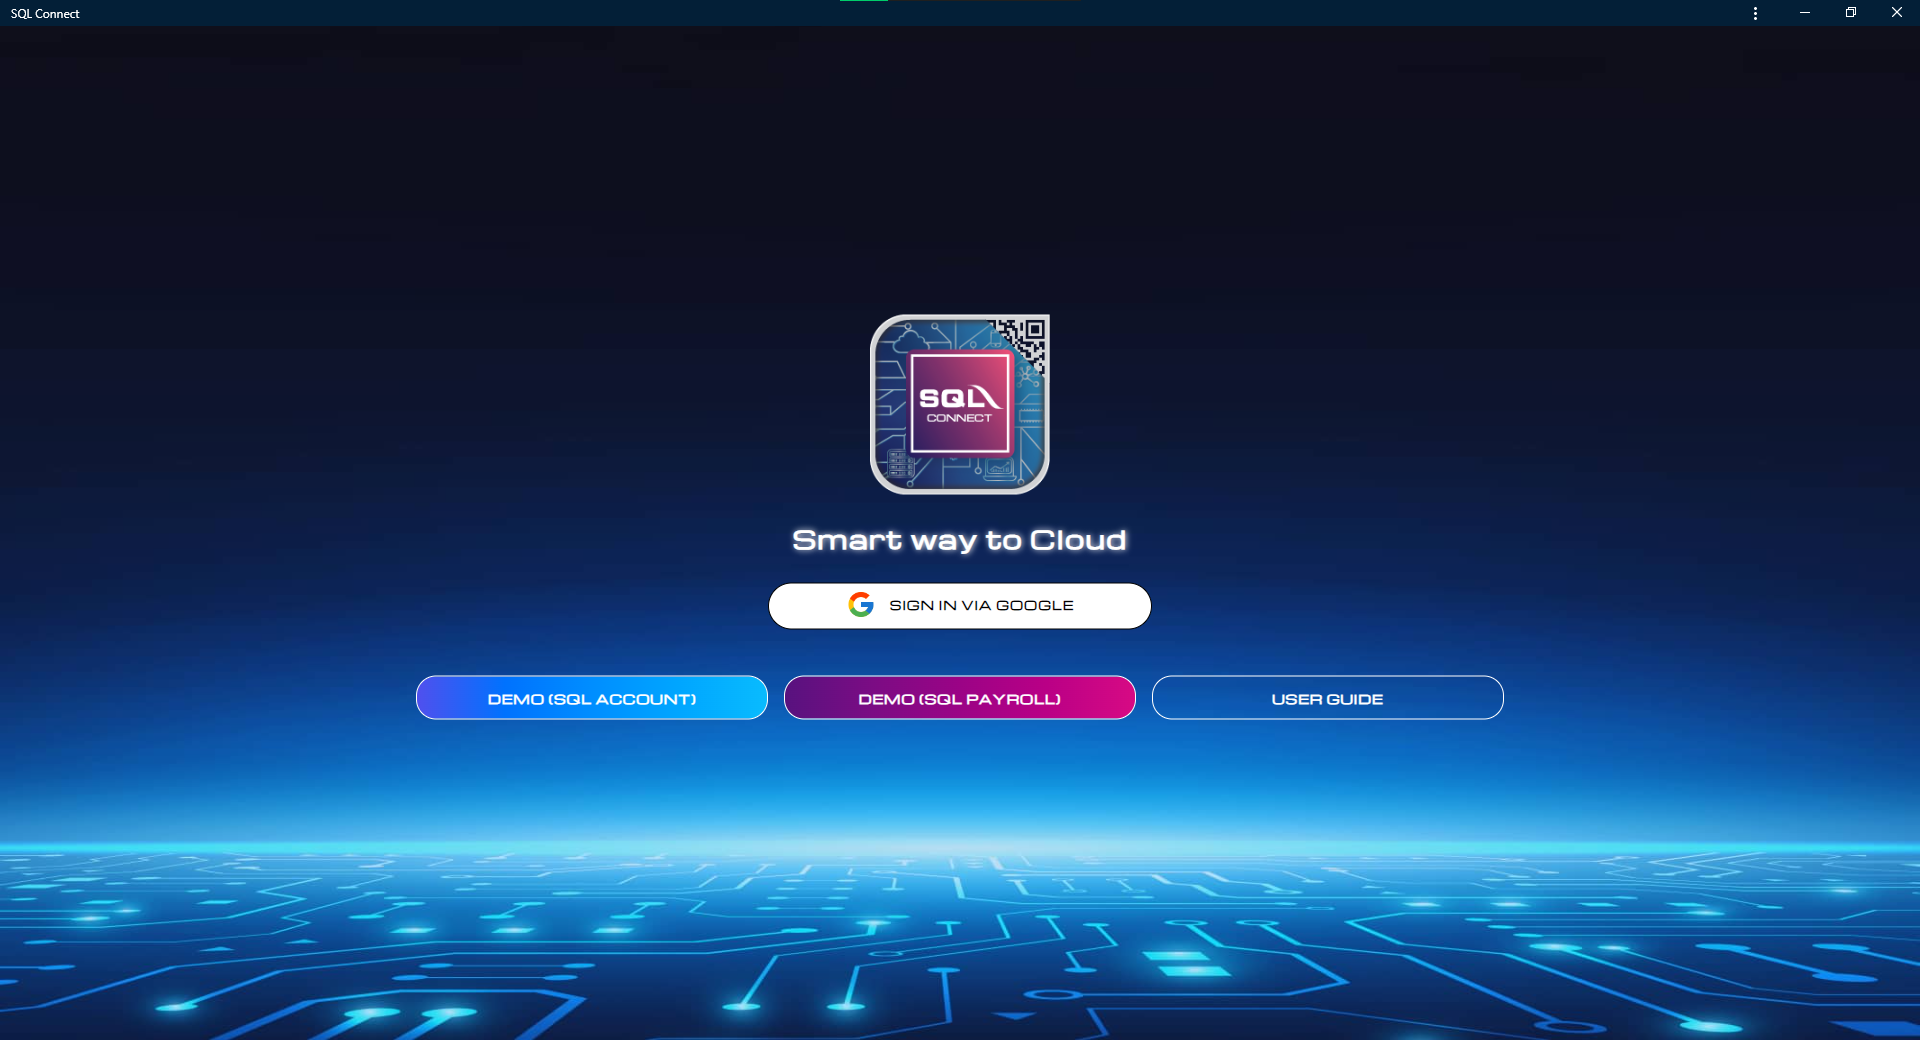 SQL Connect
SQL
CONNECT
Smart way to Cloud
SIGN IN VIA GOOGLE
DEMO (SQL ACCOUNT)
DEMO (SQL PAYROLL)
USER GUIDE